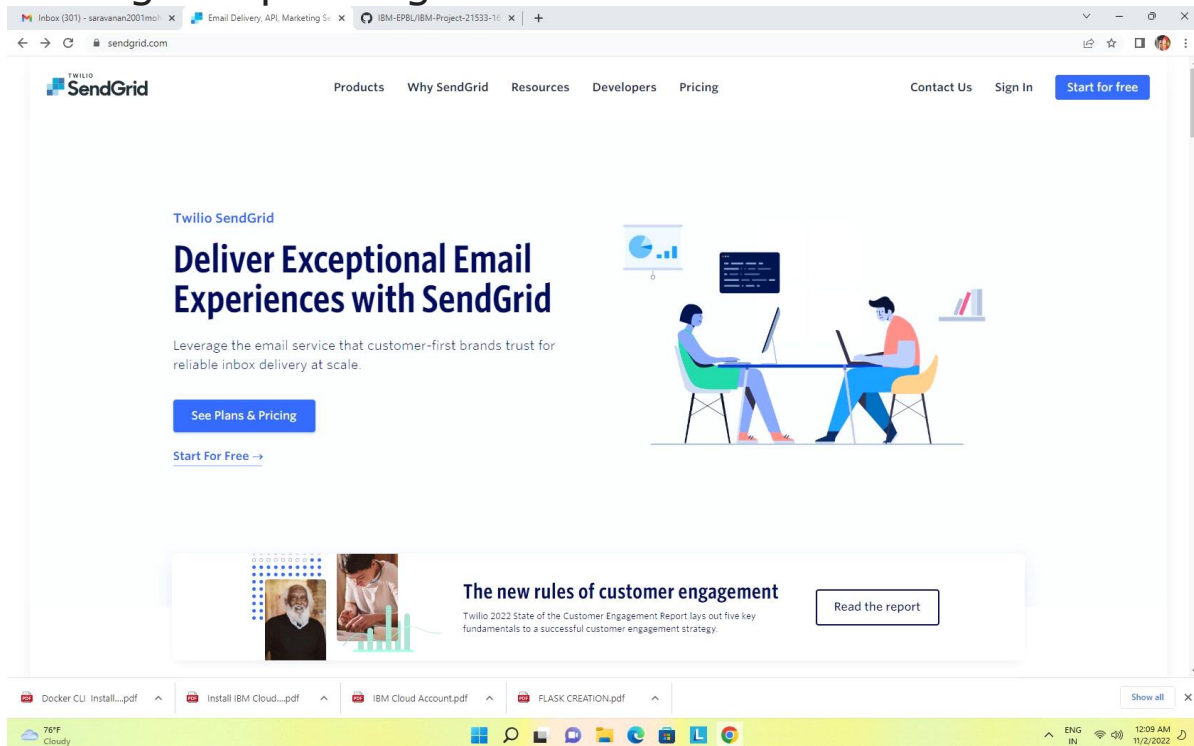 Inbox (301) - saravanan2001moh
Email Delivery, API, Marketing Se
IBM-EPBL/IBM-Project-21533-16
sendgrid.com
TWILIO
SendGrid
Products Why SendGrid Resources Developers Pricing
Contact Us Sign In Start for free
Twilio SendGrid
Deliver Exceptional Email
Experiences with SendGrid
Leverage the email service that customer-first brands trust for
reliable inbox delivery at scale.
See Plans & Pricing
Start For Free →
The new rules of customer engagement
Twilio 2022 State of the Customer Engagement Report lays out five key
fundamentals to a successful customer engagement strategy.
Read the report
Docker CLI Install....pdf
Install IBM Cloud....pdf
IBM Cloud Account.pdf
FLASK CREATION.pdf
Show all
76°F
Cloudy
ENG
IN
12:09 AM
11/2/2022